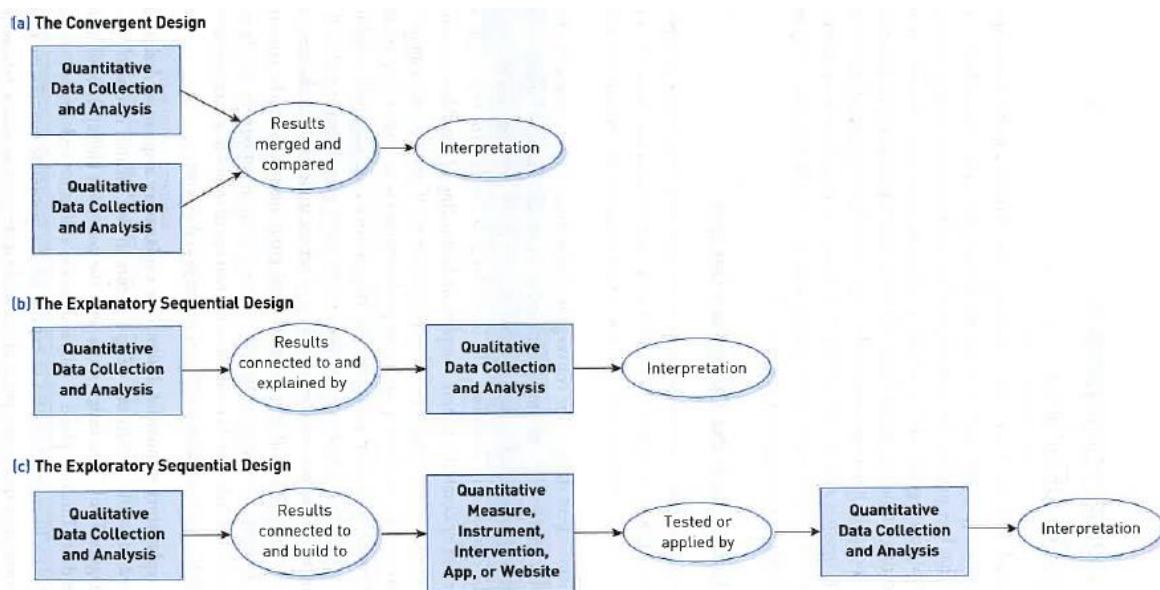 (a) The Convergent Design
Quantitative
Data Collection
and Analysis
Results
merged and
compared
Interpretation
Qualitative
Data Collection
and Analysis
(b) The Explanatory Sequential Design
Quantitative
Data Collection
and Analysis
Results
connected to and
explained by
Qualitative
Data Collection
and Analysis
Interpretation
(c) The Exploratory Sequential Design
Qualitative
Data Collection
and Analysis
Results
connected to
and build to
Quantitative
Measure,
Instrument,
Intervention,
App, or Website
Tested or
applied by
Quantitative
Data Collection
and Analysis
Interpretation